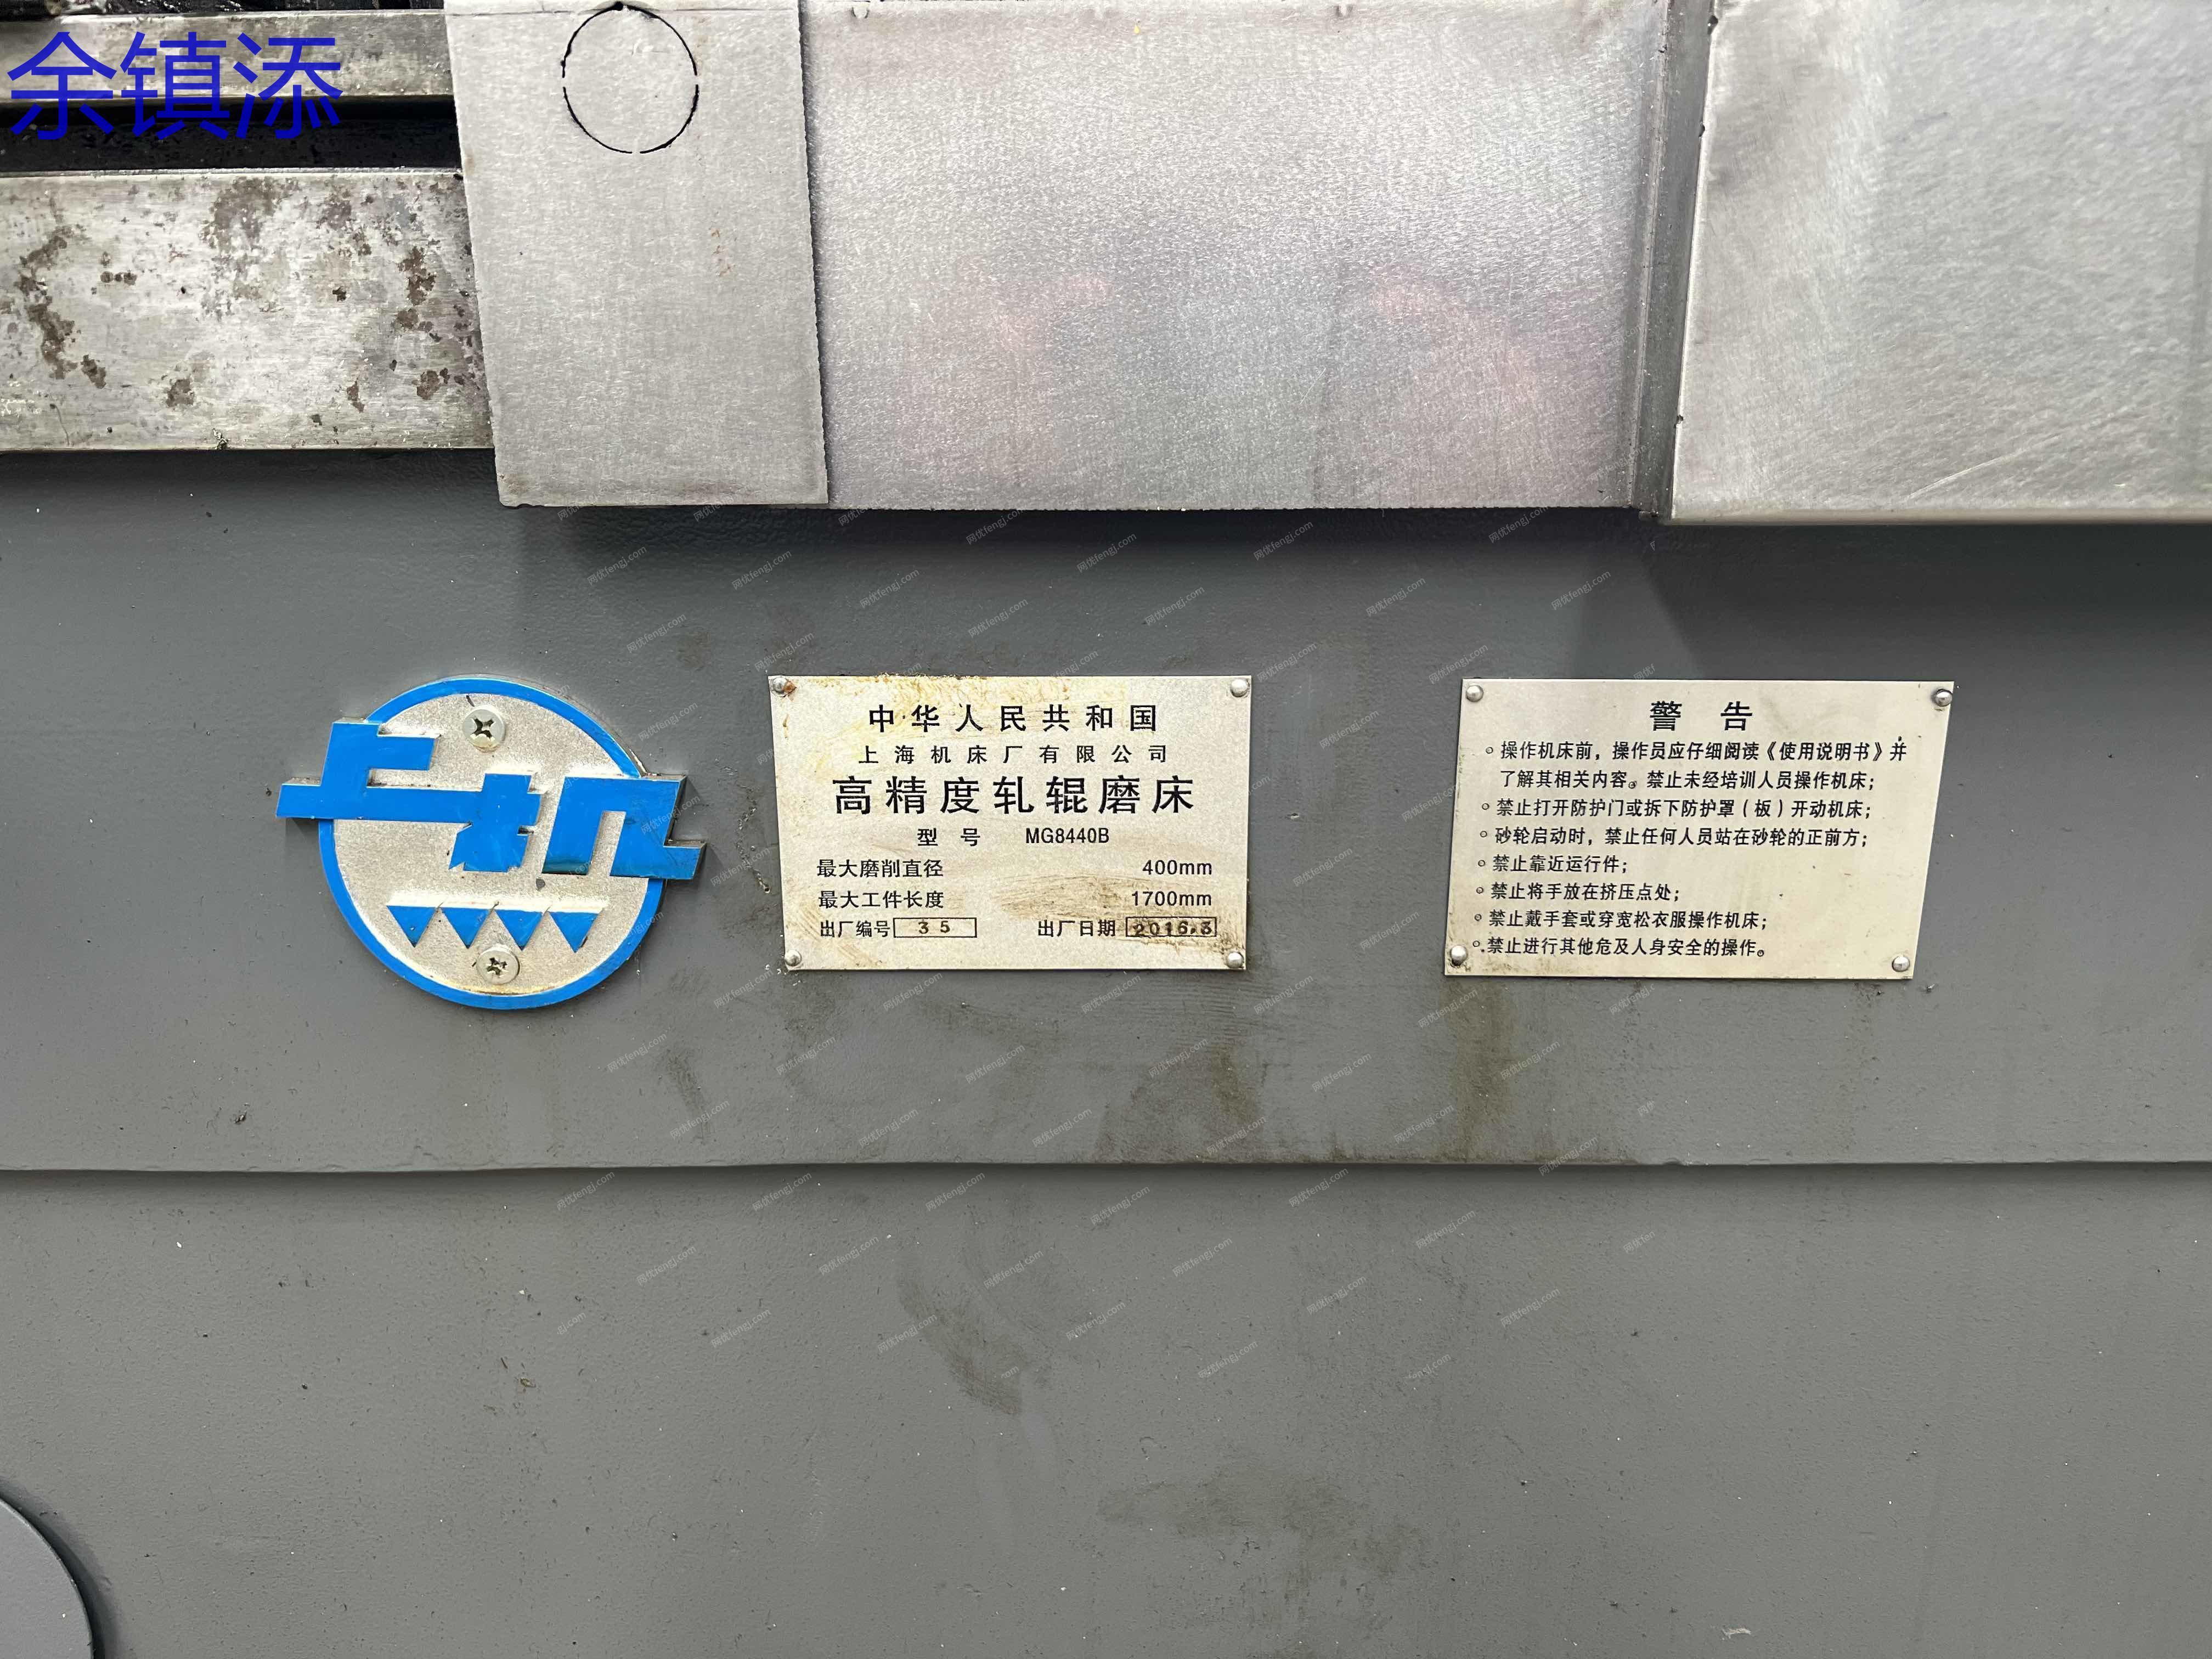 余镇添
上机
中华人民共和国
上海机床厂有限公司
高精度轧辊磨床
型号 MG8440B
最大磨削直径 400mm
最大工件长度 1700mm
出厂编号 35 出厂日期 2016.3
警告
操作机床前，操作员应仔细阅读《使用说明书》并
了解其相关内容。禁止未经培训人员操作机床；
禁止打开防护门或拆下防护罩（板）开动机床；
砂轮启动时，禁止任何人员站在砂轮的正前方；
禁止靠近运行件；
禁止将手放在挤压点处；
禁止戴手套或穿宽松衣服操作机床；
禁止进行其他危及人身安全的操作。
网优fengj.com